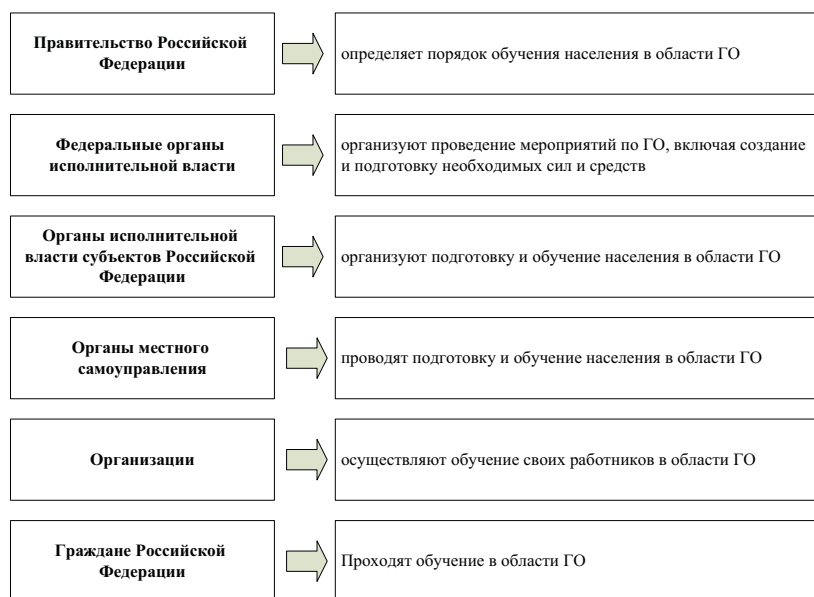 Правительство Российской
Федерации
определяет порядок обучения населения в области ГО
Федеральные органы
исполнительной власти
организуют проведение мероприятий по ГО, включая создание
и подготовку необходимых сил и средств
Органы исполнительной
власти субъектов Российской
Федерации
организуют подготовку и обучение населения в области ГО
Органы местного
самоуправления
проводят подготовку и обучение населения в области ГО
Организации
осуществляют обучение своих работников в области ГО
Граждане Российской
Федерации
Проходят обучение в области ГО